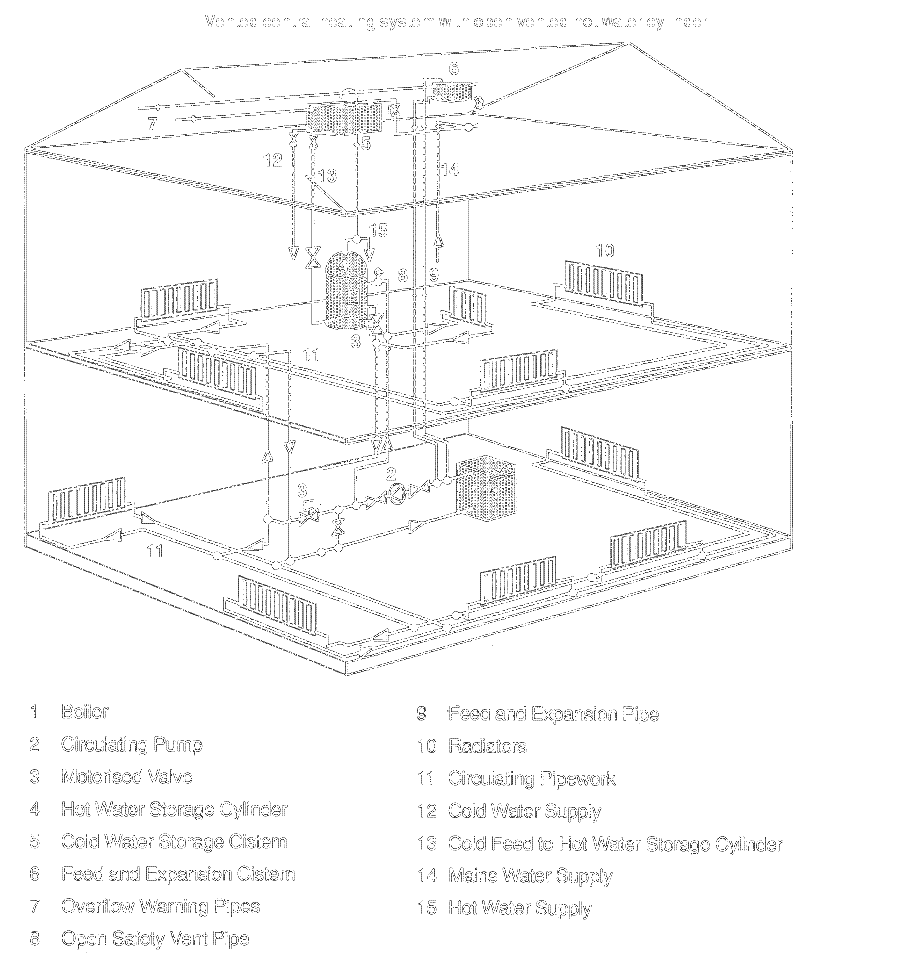 Vented central heating system with open vented hot water cylinder
6
7
8
5
12
13
14
15
10
9
8
6
3
11
2
3
11
1 Boiler
2 Circulating Pump
3 Motorised Valve
4 Hot Water Storage Cylinder
5 Cold Water Storage Cistern
6 Feed and Expansion Cistern
7 Overflow Warning Pipes
8 Open Safety Vent Pipe
9 Feed and Expansion Pipe
10 Radiators
11 Circulating Pipework
12 Cold Water Supply
13 Cold Feed to Hot Water Storage Cylinder
14 Mains Water Supply
15 Hot Water Supply